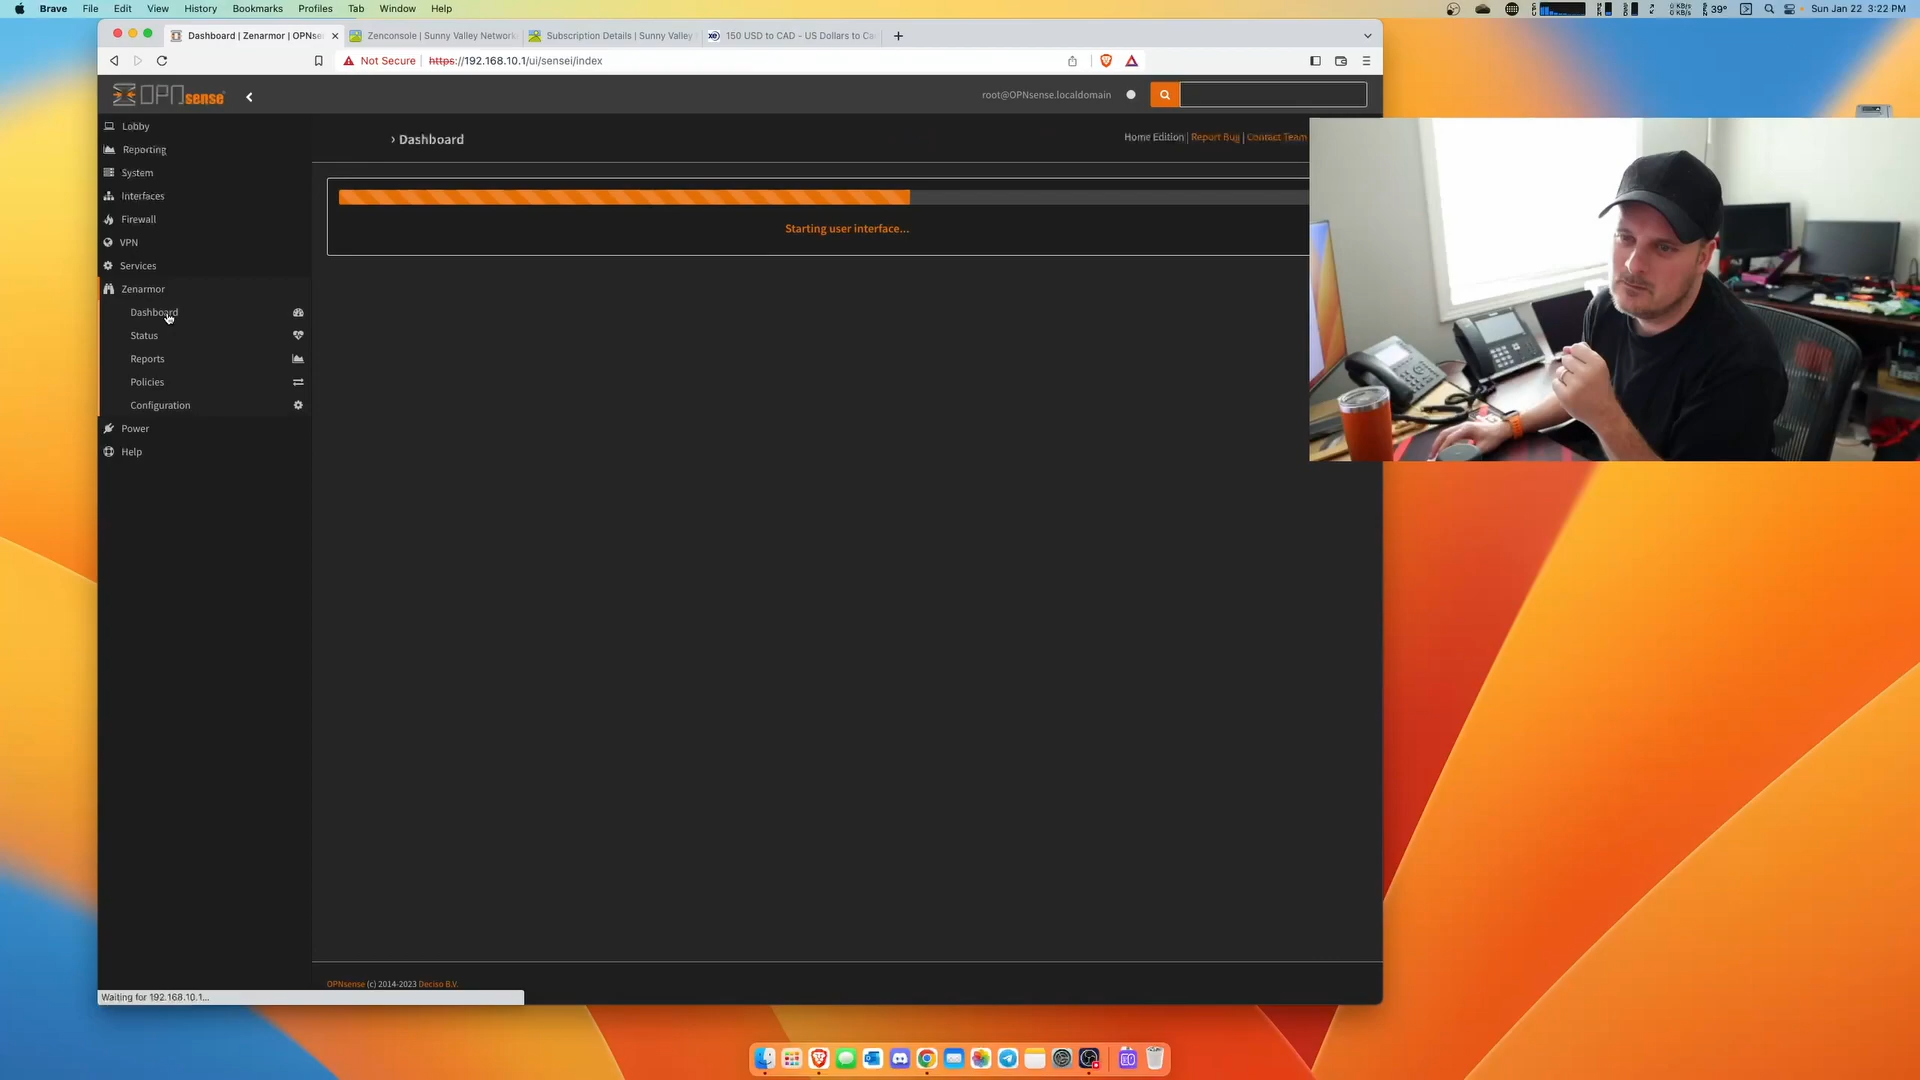 Brave File Edit View History Bookmarks Profiles Tab Window Help
39° Sun Jan 22 3:22 PM
Dashboard | Zenarmor | OPNse
Zenconsole | Sunny Valley Network
Subscription Details | Sunny Valley
xe 150 USD to CAD - US Dollars to Ca
Not Secure https://192.168.10.1/ui/sensei/index
OPNsense
root@OPNsense.localdomain
Lobby
Reporting
System
Interfaces
Firewall
VPN
Services
Zenarmor
Dashboard
Status
Reports
Policies
Configuration
Power
Help
› Dashboard
Home Edition | Report Bug | Contact Team
Starting user interface...
OPNsense (c) 2014-2023 Deciso B.V.
Waiting for 192.168.10.1...